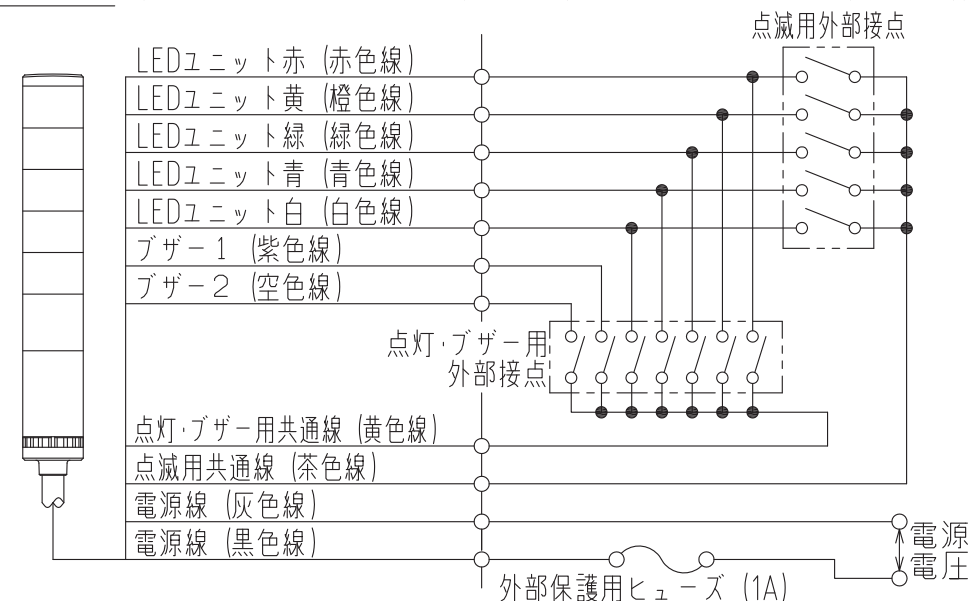 点滅用外部接点
LEDユニット赤 (赤色線)
LEDユニット黄 (橙色線)
LEDユニット緑 (緑色線)
LEDユニット青 (青色線)
LEDユニット白 (白色線)
ブザー1 (紫色線)
ブザー2 (空色線)
点灯・ブザー用
外部接点
点灯・ブザー用共通線 (黄色線)
点滅用共通線 (茶色線)
電源線 (灰色線)
電源線 (黒色線)
電源
電圧
外部保護用ヒューズ (1A)